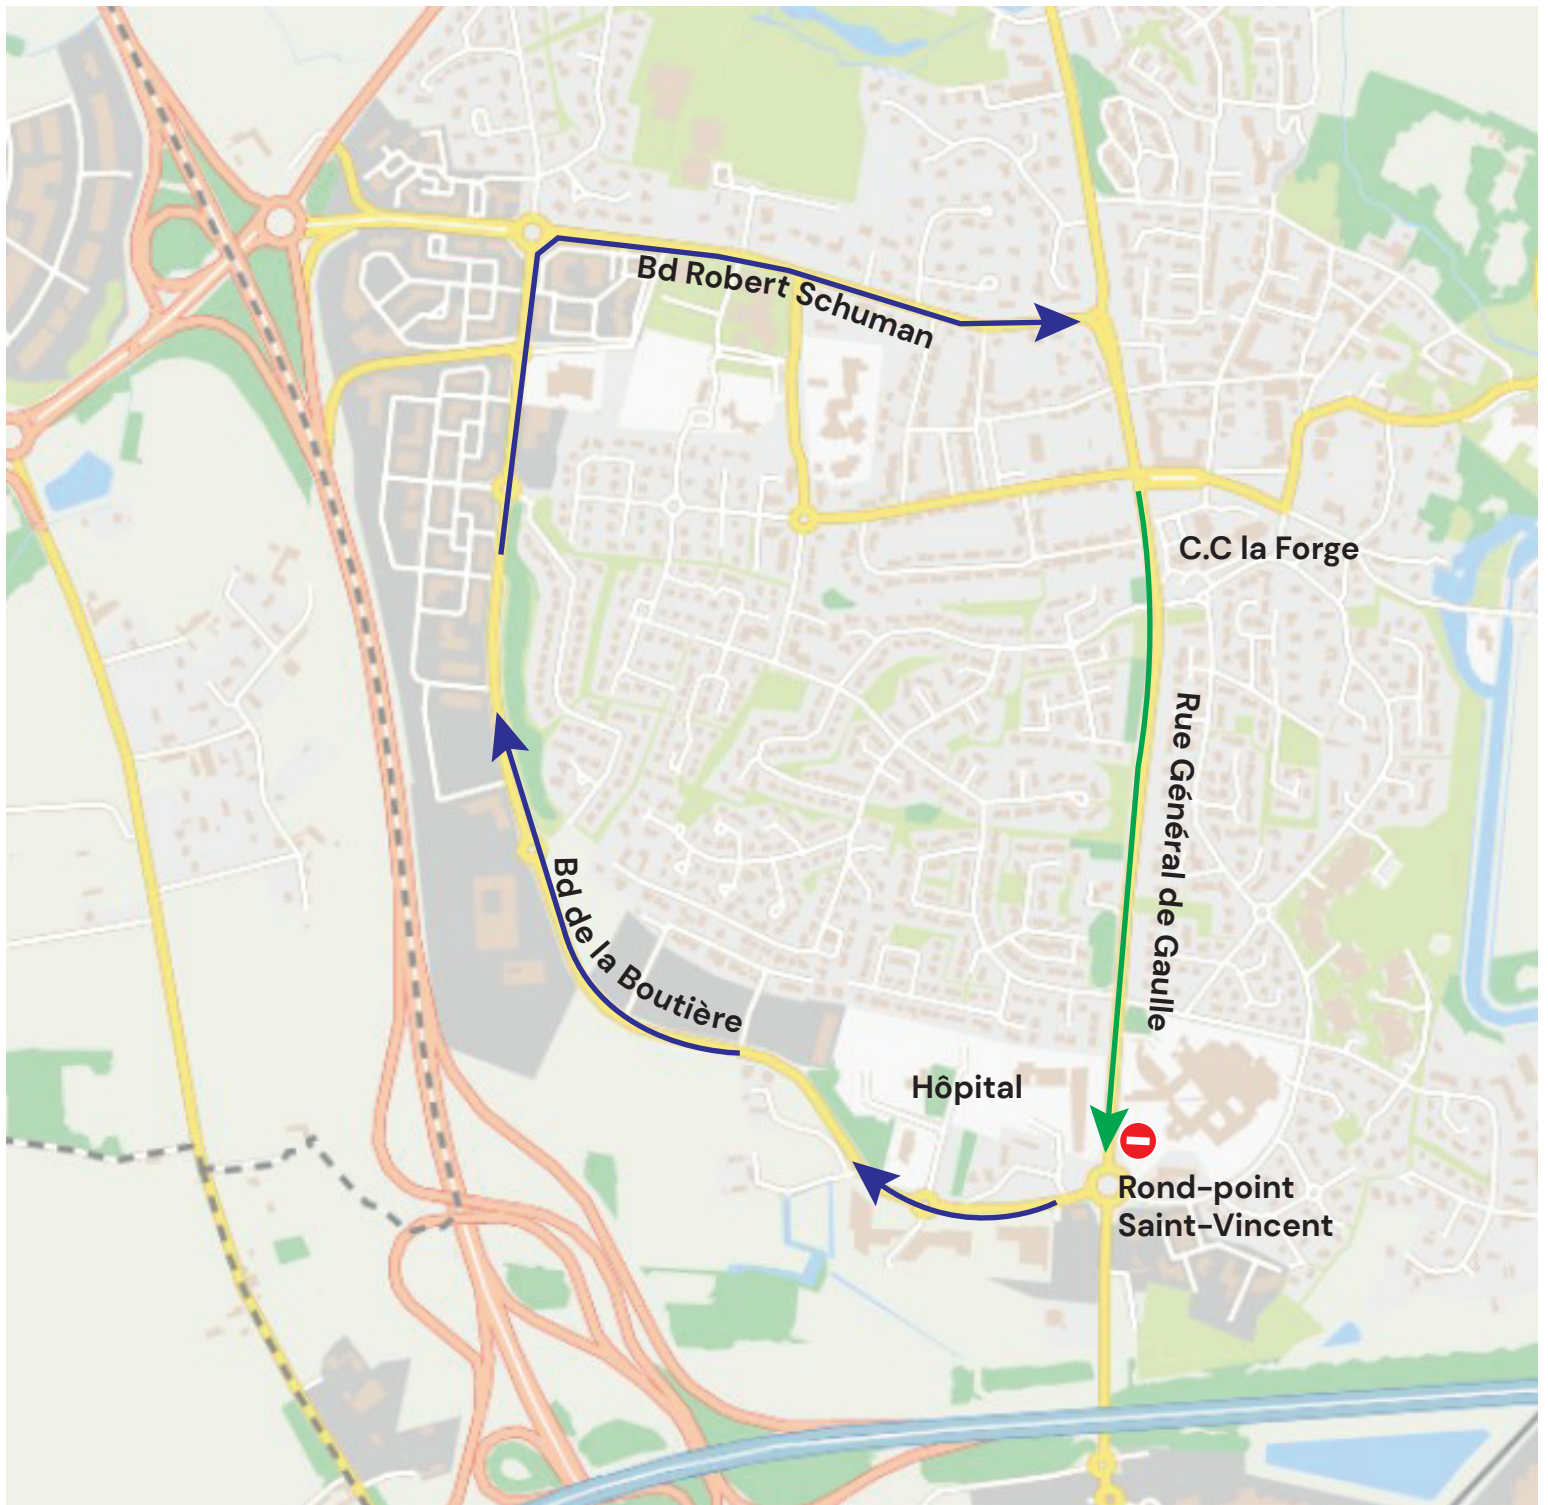 Bd Robert Schuman
C.C la Forge
Rue Général de Gaulle
Bd de la Boutière
Hôpital
Rond-point
Saint-Vincent